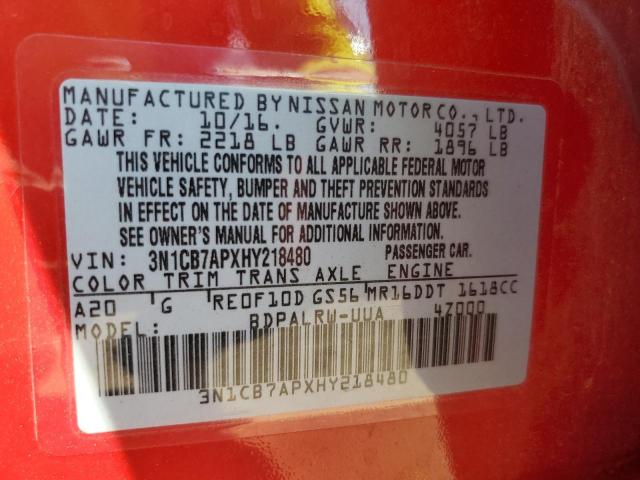 MANUFACTURED BY NISSAN MOTOR CO., LTD.
DATE: 10/16. GVWR: 4057 LB
GAWR FR: 2218 LB GAWR RR: 1896 LB
THIS VEHICLE CONFORMS TO ALL APPLICABLE FEDERAL MOTOR
VEHICLE SAFETY, BUMPER AND THEFT PREVENTION STANDARDS
IN EFFECT ON THE DATE OF MANUFACTURE SHOWN ABOVE.
SEE OWNER'S MANUAL FOR ADDITIONAL INFORMATION.
VIN: 3N1CB7APXHY218480 PASSENGER CAR.
COLOR TRIM TRANS AXLE ENGINE
A20 G RE0F10D GS56 MR16DDT 1618CC
MODEL: BDPALRW-UUA 4Z000
3N1CB7APXHY218480